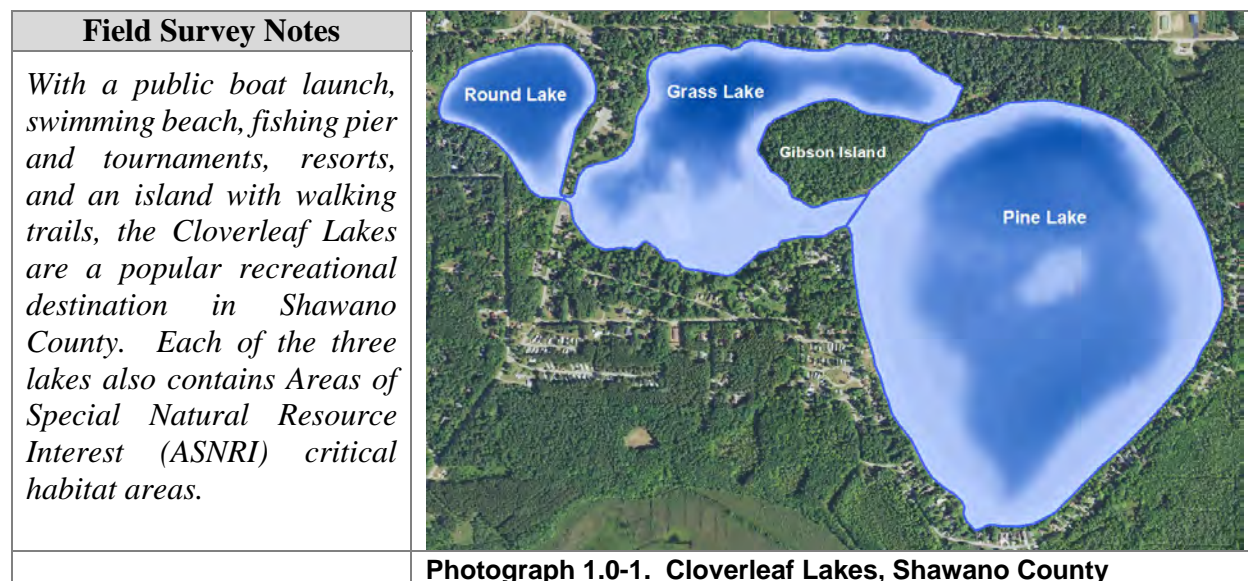 Field Survey Notes
With a public boat launch,
swimming beach, fishing pier
and tournaments, resorts,
and an island with walking
trails, the Cloverleaf Lakes
are a popular recreational
destination in Shawano
County. Each of the three
lakes also contains Areas of
Special Natural Resource
Interest (ASNRI) critical
habitat areas.
Round Lake
Grass Lake
Gibson Island
Pine Lake
Photograph 1.0-1. Cloverleaf Lakes, Shawano County